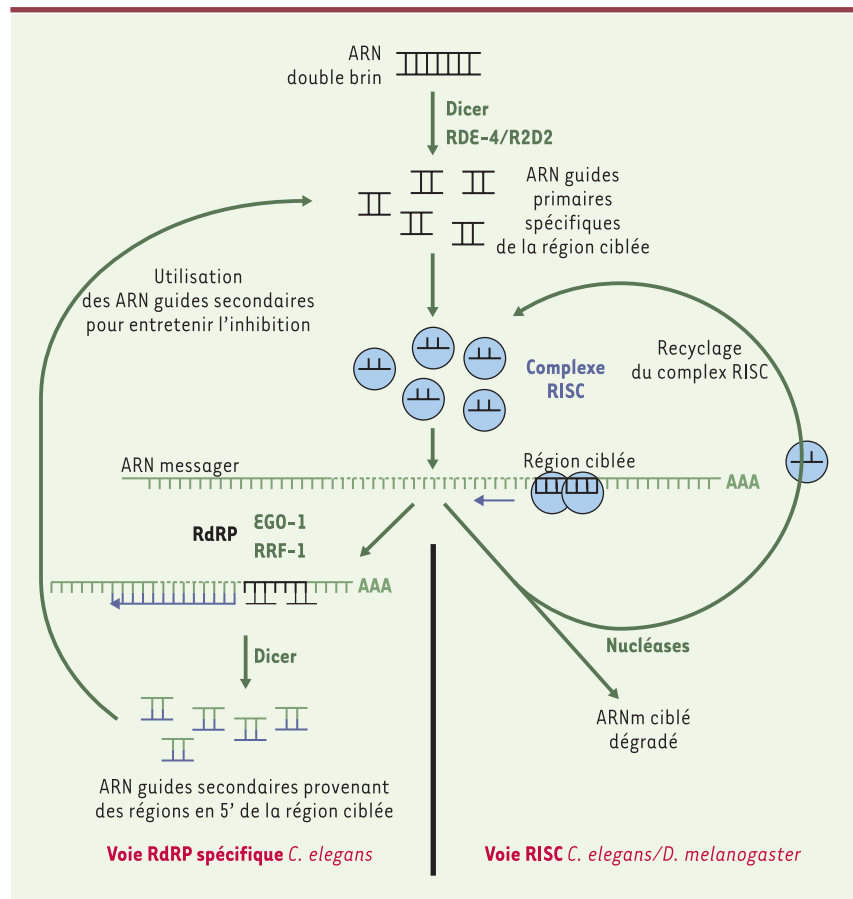 ARN
double brin
Dicer
RDE-4/R2D2
ARN guides
primaires
spécifiques
de la région ciblée
Utilisation
des ARN guides secondaires
pour entretenir l'inhibition
Complexe
RISC
Recyclage
du complex RISC
ARN messager
Région ciblée
AAA
RdRP
EGO-1
RRF-1
AAA
Dicer
Nucléases
ARNm ciblé
dégradé
ARN guides secondaires provenant
des régions en 5' de la région ciblée
Voie RdRP spécifique C. elegans
Voie RISC C. elegans/D. melanogaster